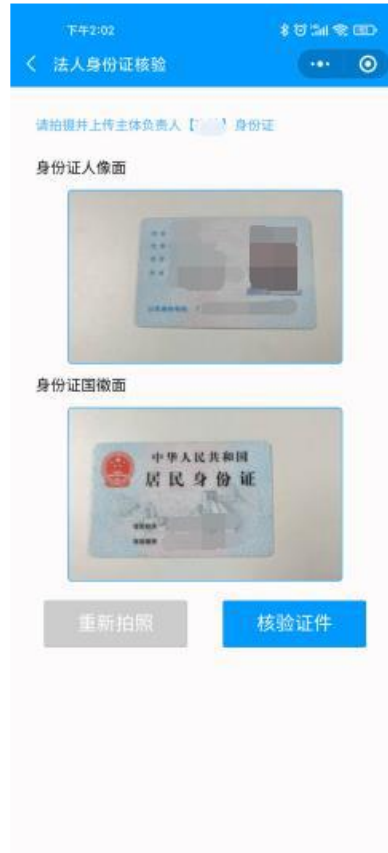 下午2:02
法人身份证核验
请拍摄并上传主体负责人【 】身份证
身份证人像面
身份证国徽面
中华人民共和国
居民身份证
重新拍照
核验证件